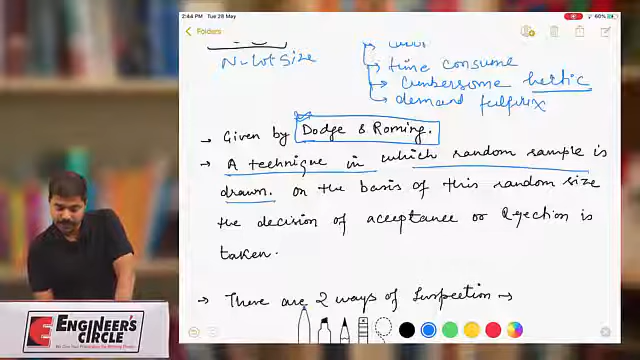 2:44 PM Tue 28 May
60%
Folders
N→ Lot Size
→ time consume
→ Cumbersome hectic
→ demand fulfill x
→ Given by Dodge & Roming.
→ A technique in which random sample is
drawn. on the basis of this random size
the decision of acceptance or Rejection is
taken.
→ There are 2 ways of Inspection →
ENGINEER'S
CIRCLE